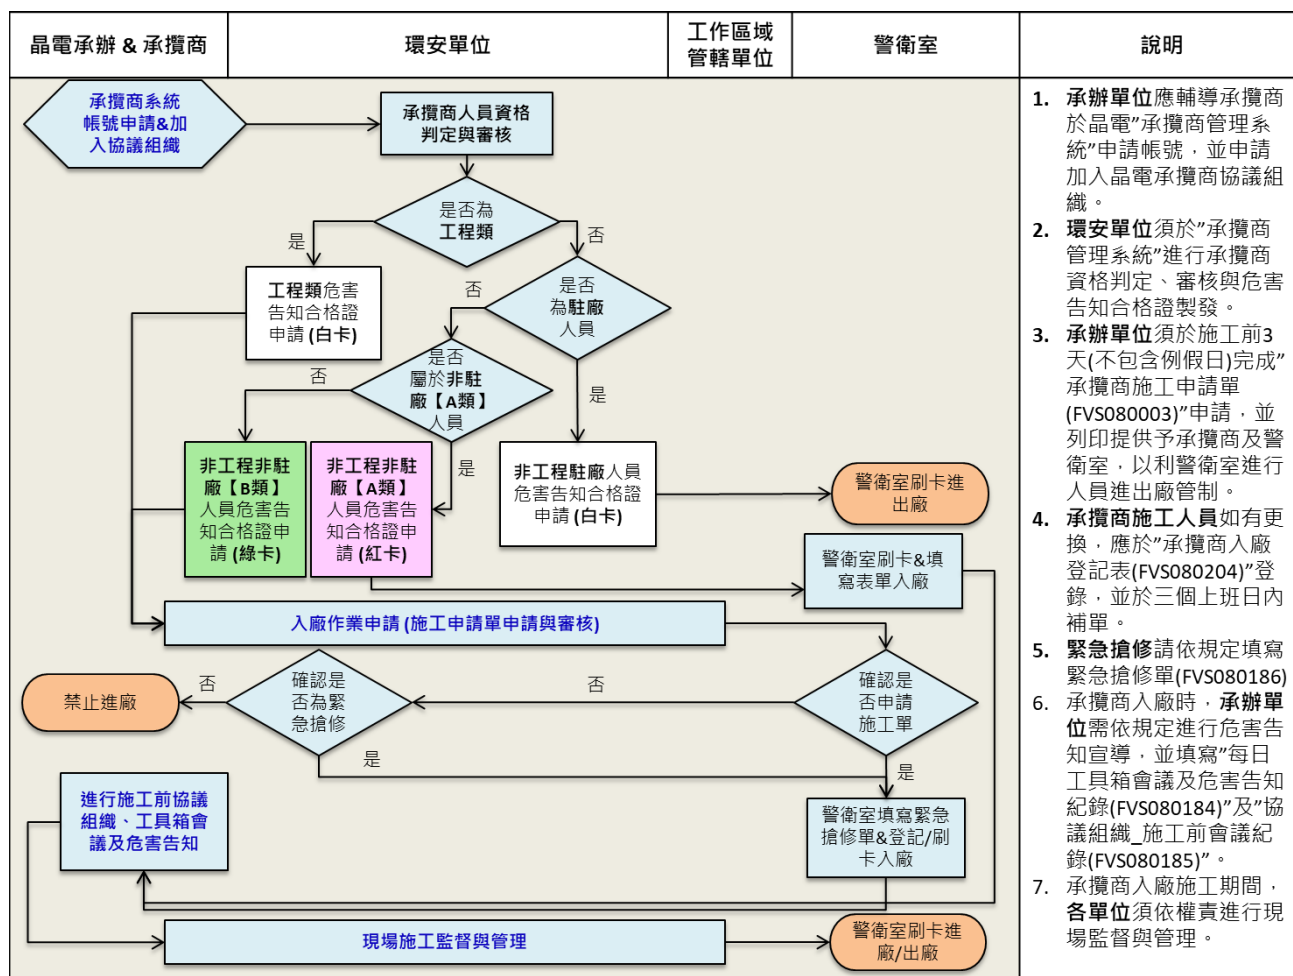 晶電承辦 & 承攬商
環安單位
工作區域
管轄單位
警衛室
說明
承攬商系統
帳號申請&加
入協議組織
承攬商人員資格
判定與審核
是否為
工程類
是
否
工程類危害
告知合格證
申請 (白卡)
是否
為駐廠
人員
否
是
是否
屬於非駐
廠【A類】
人員
否
是
非工程非駐
廠【B類】
人員危害告
知合格證申
請 (綠卡)
非工程非駐
廠【A類】
人員危害告
知合格證申
請 (紅卡)
非工程駐廠人員
危害告知合格證
申請 (白卡)
警衛室刷卡進
出廠
警衛室刷卡&填
寫表單入廠
入廠作業申請 (施工申請單申請與審核)
禁止進廠
否
確認是
否為緊
急搶修
否
確認是
否申請
施工單
是
是
進行施工前協議
組織、工具箱會
議及危害告知
警衛室填寫緊急
搶修單&登記/刷
卡入廠
現場施工監督與管理
警衛室刷卡進
廠/出廠
1. 承辦單位應輔導承攬商
於晶電”承攬商管理系
統”申請帳號，並申請
加入晶電承攬商協議組
織。
2. 環安單位須於”承攬商
管理系統”進行承攬商
資格判定、審核與危害
告知合格證製發。
3. 承辦單位須於施工前3
天(不包含例假日)完成”
承攬商施工申請單
(FVS080003)”申請，並
列印提供予承攬商及警
衛室，以利警衛室進行
人員進出廠管制。
4. 承攬商施工人員如有更
換，應於”承攬商入廠
登記表(FVS080204)”登
錄，並於三個上班日內
補單。
5. 緊急搶修請依規定填寫
緊急搶修單(FVS080186)
6. 承攬商入廠時，承辦單
位需依規定進行危害告
知宣導，並填寫”每日
工具箱會議及危害告知
紀錄(FVS080184)”及”協
議組織_施工前會議紀
錄(FVS080185)”。
7. 承攬商入廠施工期間，
各單位須依權責進行現
場監督與管理。